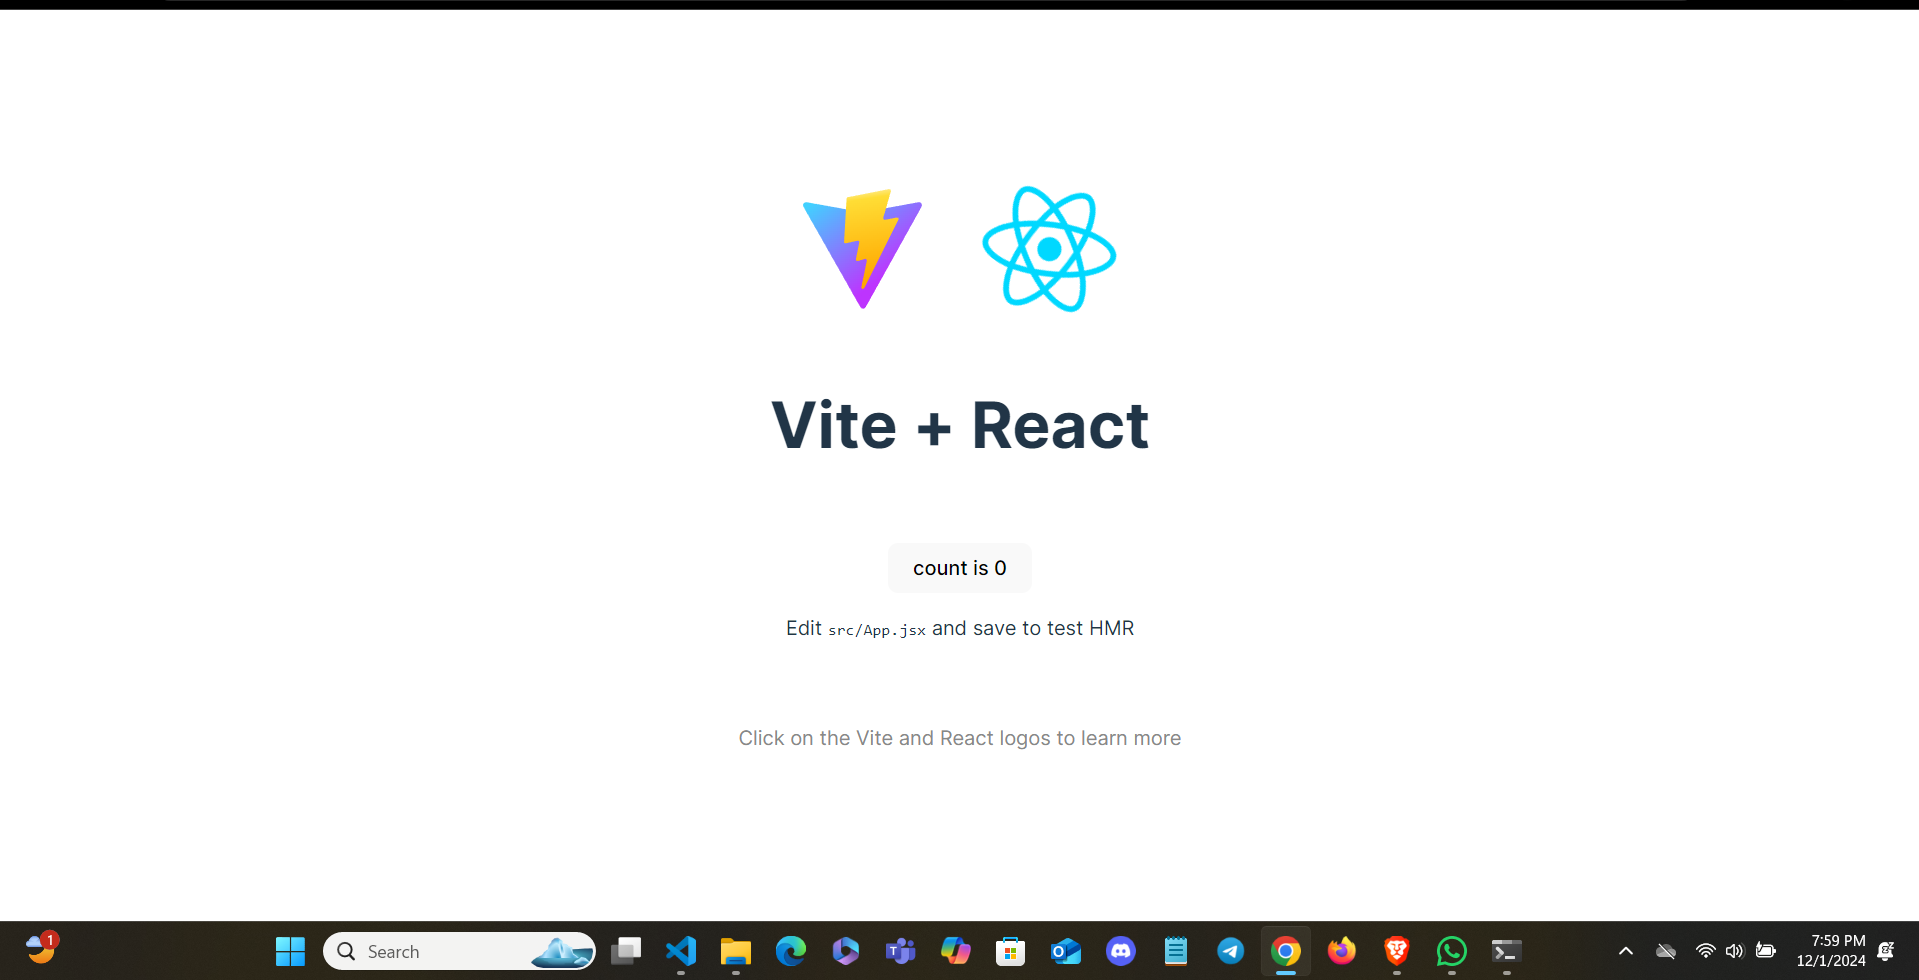 Vite + React
count is 0
Edit src/App.jsx and save to test HMR
Click on the Vite and React logos to learn more
1
Search
7:59 PM
12/1/2024